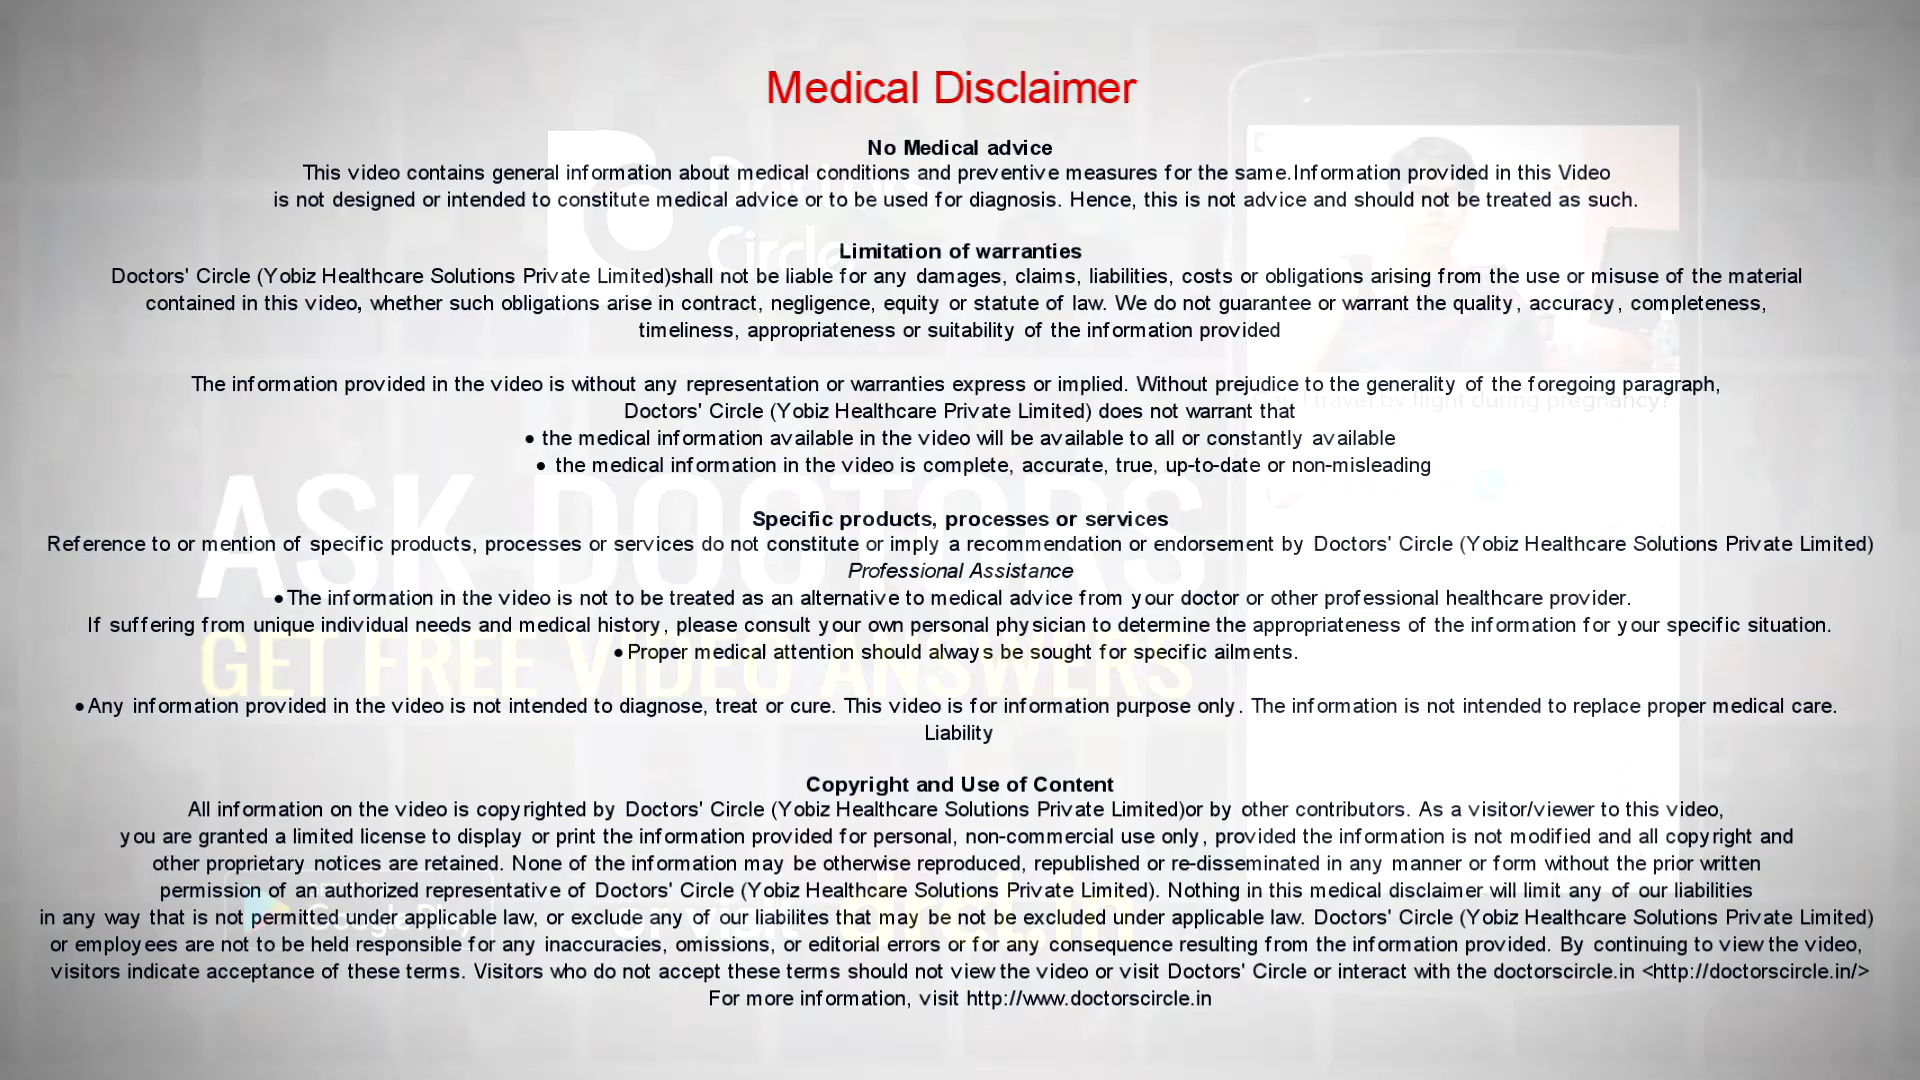 Medical Disclaimer
No Medical advice
This video contains general information about medical conditions and preventive measures for the same.Information provided in this Video
is not designed or intended to constitute medical advice or to be used for diagnosis. Hence, this is not advice and should not be treated as such.
Doctors
Circle
Limitation of warranties
Doctors' Circle (Yobiz Healthcare Solutions Private Limited)shall not be liable for any damages, claims, liabilities, costs or obligations arising from the use or misuse of the material
contained in this video, whether such obligations arise in contract, negligence, equity or statute of law. We do not guarantee or warrant the quality, accuracy, completeness,
timeliness, appropriateness or suitability of the information provided
The information provided in the video is without any representation or warranties express or implied. Without prejudice to the generality of the foregoing paragraph,
Can I travel by flight during pregnancy?
Doctors' Circle (Yobiz Healthcare Private Limited) does not warrant that
• the medical information available in the video will be available to all or constantly available
• the medical information in the video is complete, accurate, true, up-to-date or non-misleading
ASK DOCTORS
Specific products, processes or services
Reference to or mention of specific products, processes or services do not constitute or imply a recommendation or endorsement by Doctors' Circle (Yobiz Healthcare Solutions Private Limited)
Professional Assistance
•The information in the video is not to be treated as an alternative to medical advice from your doctor or other professional healthcare provider.
If suffering from unique individual needs and medical history, please consult your own personal physician to determine the appropriateness of the information for your specific situation.
•Proper medical attention should always be sought for specific ailments.
GET FREE VIDEO ANSWERS
•Any information provided in the video is not intended to diagnose, treat or cure. This video is for information purpose only. The information is not intended to replace proper medical care.
Liability
Copyright and Use of Content
All information on the video is copyrighted by Doctors' Circle (Yobiz Healthcare Solutions Private Limited)or by other contributors. As a visitor/viewer to this video,
you are granted a limited license to display or print the information provided for personal, non-commercial use only, provided the information is not modified and all copyright and
other proprietary notices are retained. None of the information may be otherwise reproduced, republished or re-disseminated in any manner or form without the prior written
permission of an authorized representative of Doctors' Circle (Yobiz Healthcare Solutions Private Limited). Nothing in this medical disclaimer will limit any of our liabilities
in any way that is not permitted under applicable law, or exclude any of our liabilites that may be not be excluded under applicable law. Doctors' Circle (Yobiz Healthcare Solutions Private Limited)
Google Play or visit drct.in
or employees are not to be held responsible for any inaccuracies, omissions, or editorial errors or for any consequence resulting from the information provided. By continuing to view the video,
visitors indicate acceptance of these terms. Visitors who do not accept these terms should not view the video or visit Doctors' Circle or interact with the doctorscircle.in <http://doctorscircle.in/>
For more information, visit http://www.doctorscircle.in